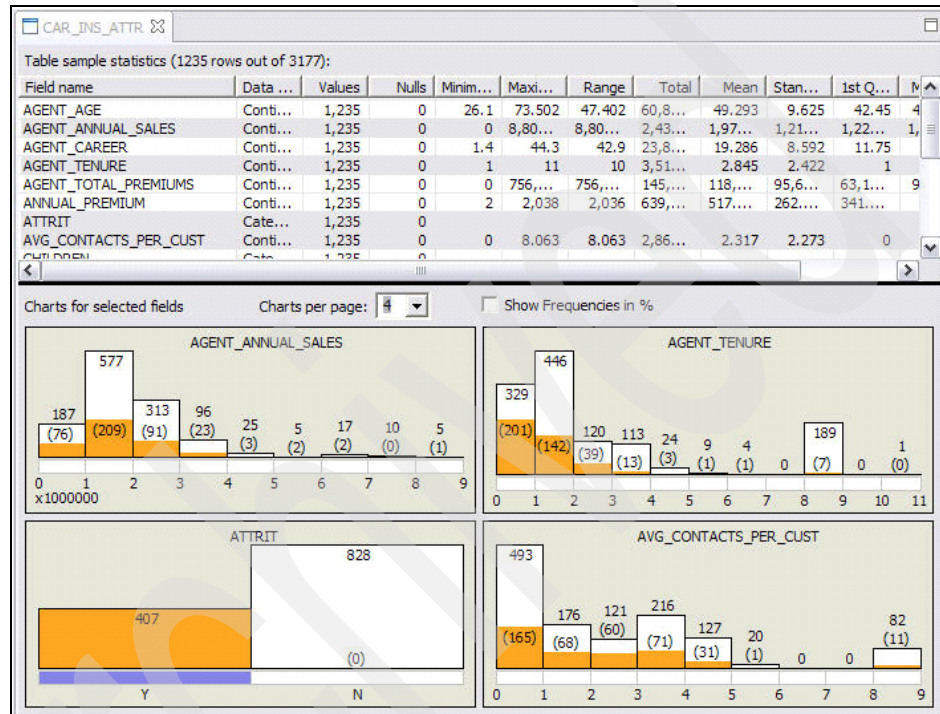 CAR_INS_ATTR
Table sample statistics (1235 rows out of 3177):
Field name Data ... Values Nulls Minim... Maxi... Range Total Mean Stan... 1st Q...
AGENT_AGE Conti... 1,235 0 26.1 73.502 47.402 60,8... 49.293 9.625 42.45 4
AGENT_ANNUAL_SALES Conti... 1,235 0 0 8,80... 8,80... 2,43... 1,97... 1,21... 1,22... 1,
AGENT_CAREER Conti... 1,235 0 1.4 44.3 42.9 23,8... 19.286 8.592 11.75
AGENT_TENURE Conti... 1,235 0 1 11 10 3,51... 2.845 2.422 1
AGENT_TOTAL_PREMIUMS Conti... 1,235 0 0 756,... 756,... 145,... 118,... 95,6... 63,1... 9
ANNUAL_PREMIUM Conti... 1,235 0 2 2,038 2,036 639,... 517.... 262.... 341....
ATTRIT Cate... 1,235 0
AVG_CONTACTS_PER_CUST Conti... 1,235 0 0 8.063 8.063 2,86... 2.317 2.273 0
Charts for selected fields Charts per page: 4 Show Frequencies in %
AGENT_ANNUAL_SALES
577
187 313 96 25 5 17 10 5
(76) (209) (91) (23) (3) (2) (2) (0) (1)
0 1 2 3 4 5 6 7 8 9
x1000000
AGENT_TENURE
446
329
120 113 24 9 4 0 189 0 1
(201) (142) (39) (13) (3) (1) (1) (7) (0)
0 1 2 3 4 5 6 7 8 9 10 11
ATTRIT
828
407
(0)
Y N
AVG_CONTACTS_PER_CUST
493
176 121 216 127 20 0 0 82
(165) (68) (60) (71) (31) (1) (11)
0 1 2 3 4 5 6 7 8 9